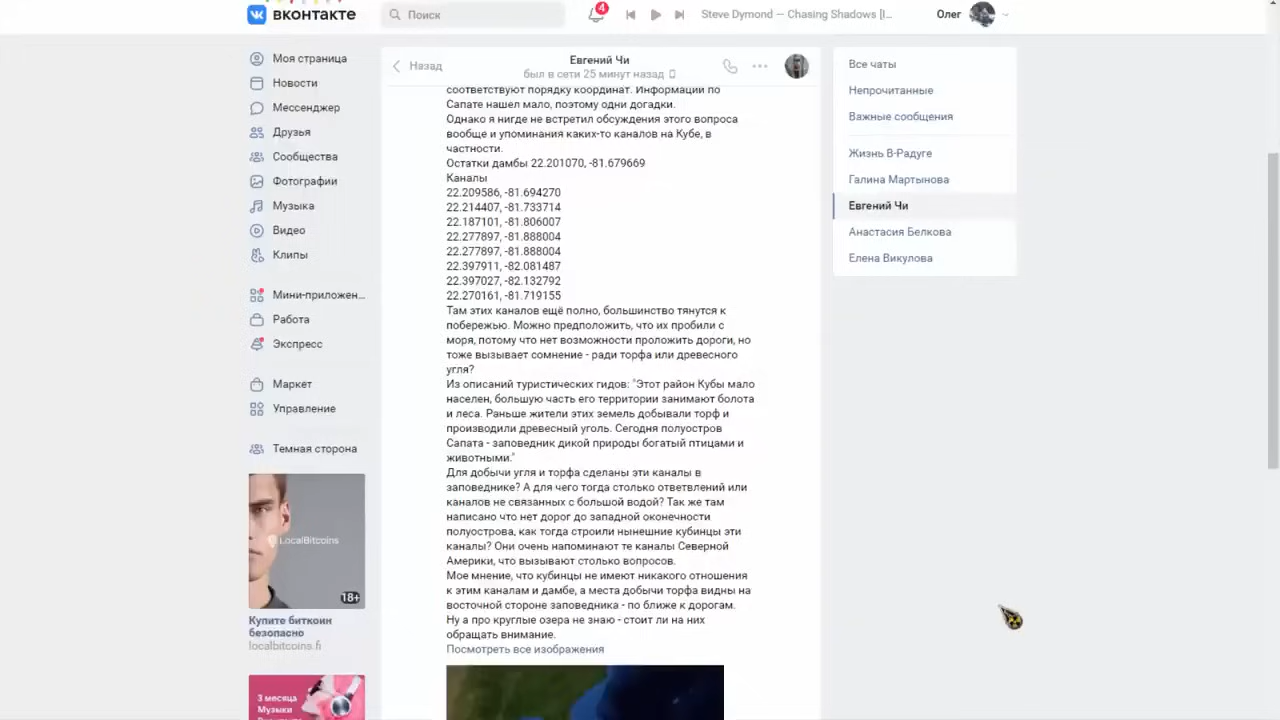 вконтакте
Поиск
4
Steve Dymond — Chasing Shadows [I...
Олег
Моя страница
Новости
Мессенджер
Друзья
Сообщества
Фотографии
Музыка
Видео
Клипы
Мини-приложен...
Работа
Экспресс
Маркет
Управление
Темная сторона
LocalBitcoins
18+
Купите биткоин
безопасно
localbitcoins.fi
3 месяца
Музыки
Назад
Евгений Чи
был в сети 25 минут назад
соответствуют порядку координат. Информации по
Сапате нашел мало, поэтому одни догадки.
Однако я нигде не встретил обсуждения этого вопроса
вообще и упоминания каких-то каналов на Кубе, в
частности.
Остатки дамбы 22.201070, -81.679669
Каналы
22.209586, -81.694270
22.214407, -81.733714
22.187101, -81.806007
22.277897, -81.888004
22.277897, -81.888004
22.397911, -82.081487
22.397027, -82.132792
22.270161, -81.719155
Там этих каналов ещё полно, большинство тянутся к
побережью. Можно предположить, что их пробили с
моря, потому что нет возможности проложить дороги, но
тоже вызывает сомнение - ради торфа или древесного
угля?
Из описаний туристических гидов: "Этот район Кубы мало
населен, большую часть его территории занимают болота
и леса. Раньше жители этих земель добывали торф и
производили древесный уголь. Сегодня полуостров
Сапата - заповедник дикой природы богатый птицами и
животными."
Для добычи угля и торфа сделаны эти каналы в
заповеднике? А для чего тогда столько ответвлений или
каналов не связанных с большой водой? Так же там
написано что нет дорог до западной оконечности
полуострова, как тогда строили нынешние кубинцы эти
каналы? Они очень напоминают те каналы Северной
Америки, что вызывают столько вопросов.
Мое мнение, что кубинцы не имеют никакого отношения
к этим каналам и дамбе, а места добычи торфа видны на
восточной стороне заповедника - по ближе к дорогам.
Ну а про круглые озера не знаю - стоит ли на них
обращать внимание.
Посмотреть все изображения
Все чаты
Непрочитанные
Важные сообщения
Жизнь В-Радуге
Галина Мартынова
Евгений Чи
Анастасия Белкова
Елена Викулова